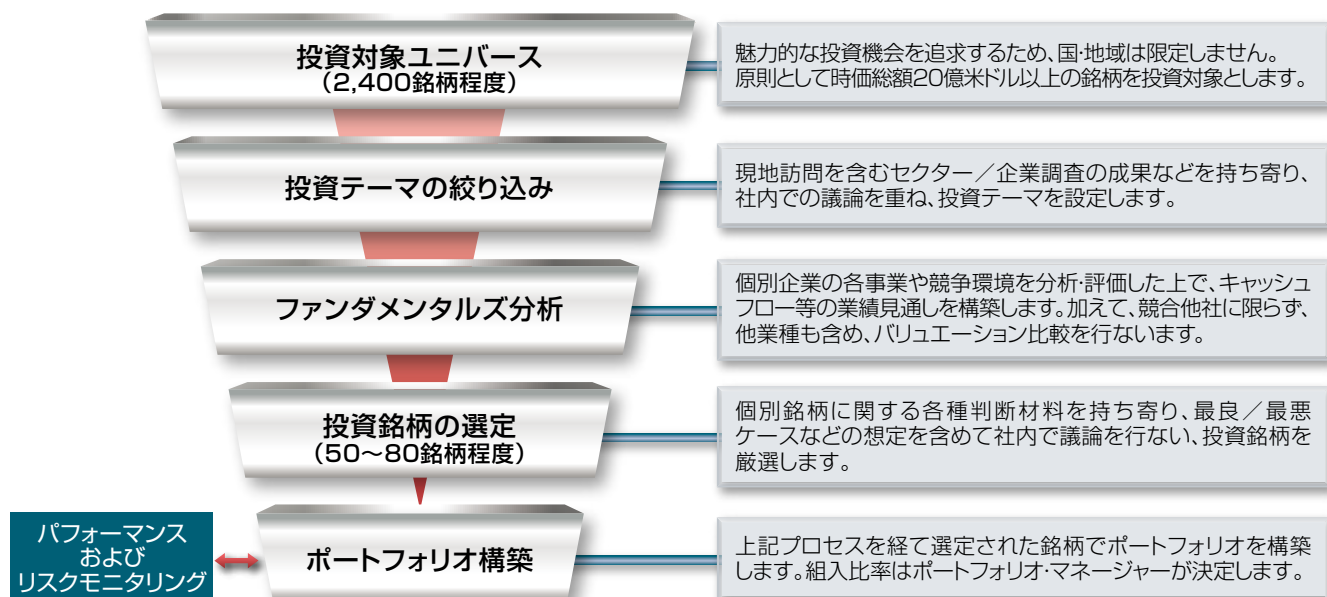 投資対象ユニバース
（2,400銘柄程度）
魅力的な投資機会を追求するため、国・地域は限定しません。
原則として時価総額20億米ドル以上の銘柄を投資対象とします。
投資テーマの絞り込み
現地訪問を含むセクター／企業調査の成果などを持ち寄り、
社内での議論を重ね、投資テーマを設定します。
ファンダメンタルズ分析
個別企業の各事業や競争環境を分析・評価した上で、キャッシュ
フロー等の業績見通しを構築します。加えて、競合他社に限らず、
他業種も含め、バリュエーション比較を行ないます。
投資銘柄の選定
（50～80銘柄程度）
個別銘柄に関する各種判断材料を持ち寄り、最良／最悪
ケースなどの想定を含めて社内で議論を行ない、投資銘柄を
厳選します。
パフォーマンス
および
リスクモニタリング
ポートフォリオ構築
上記プロセスを経て選定された銘柄でポートフォリオを構築
します。組入比率はポートフォリオ・マネージャーが決定します。